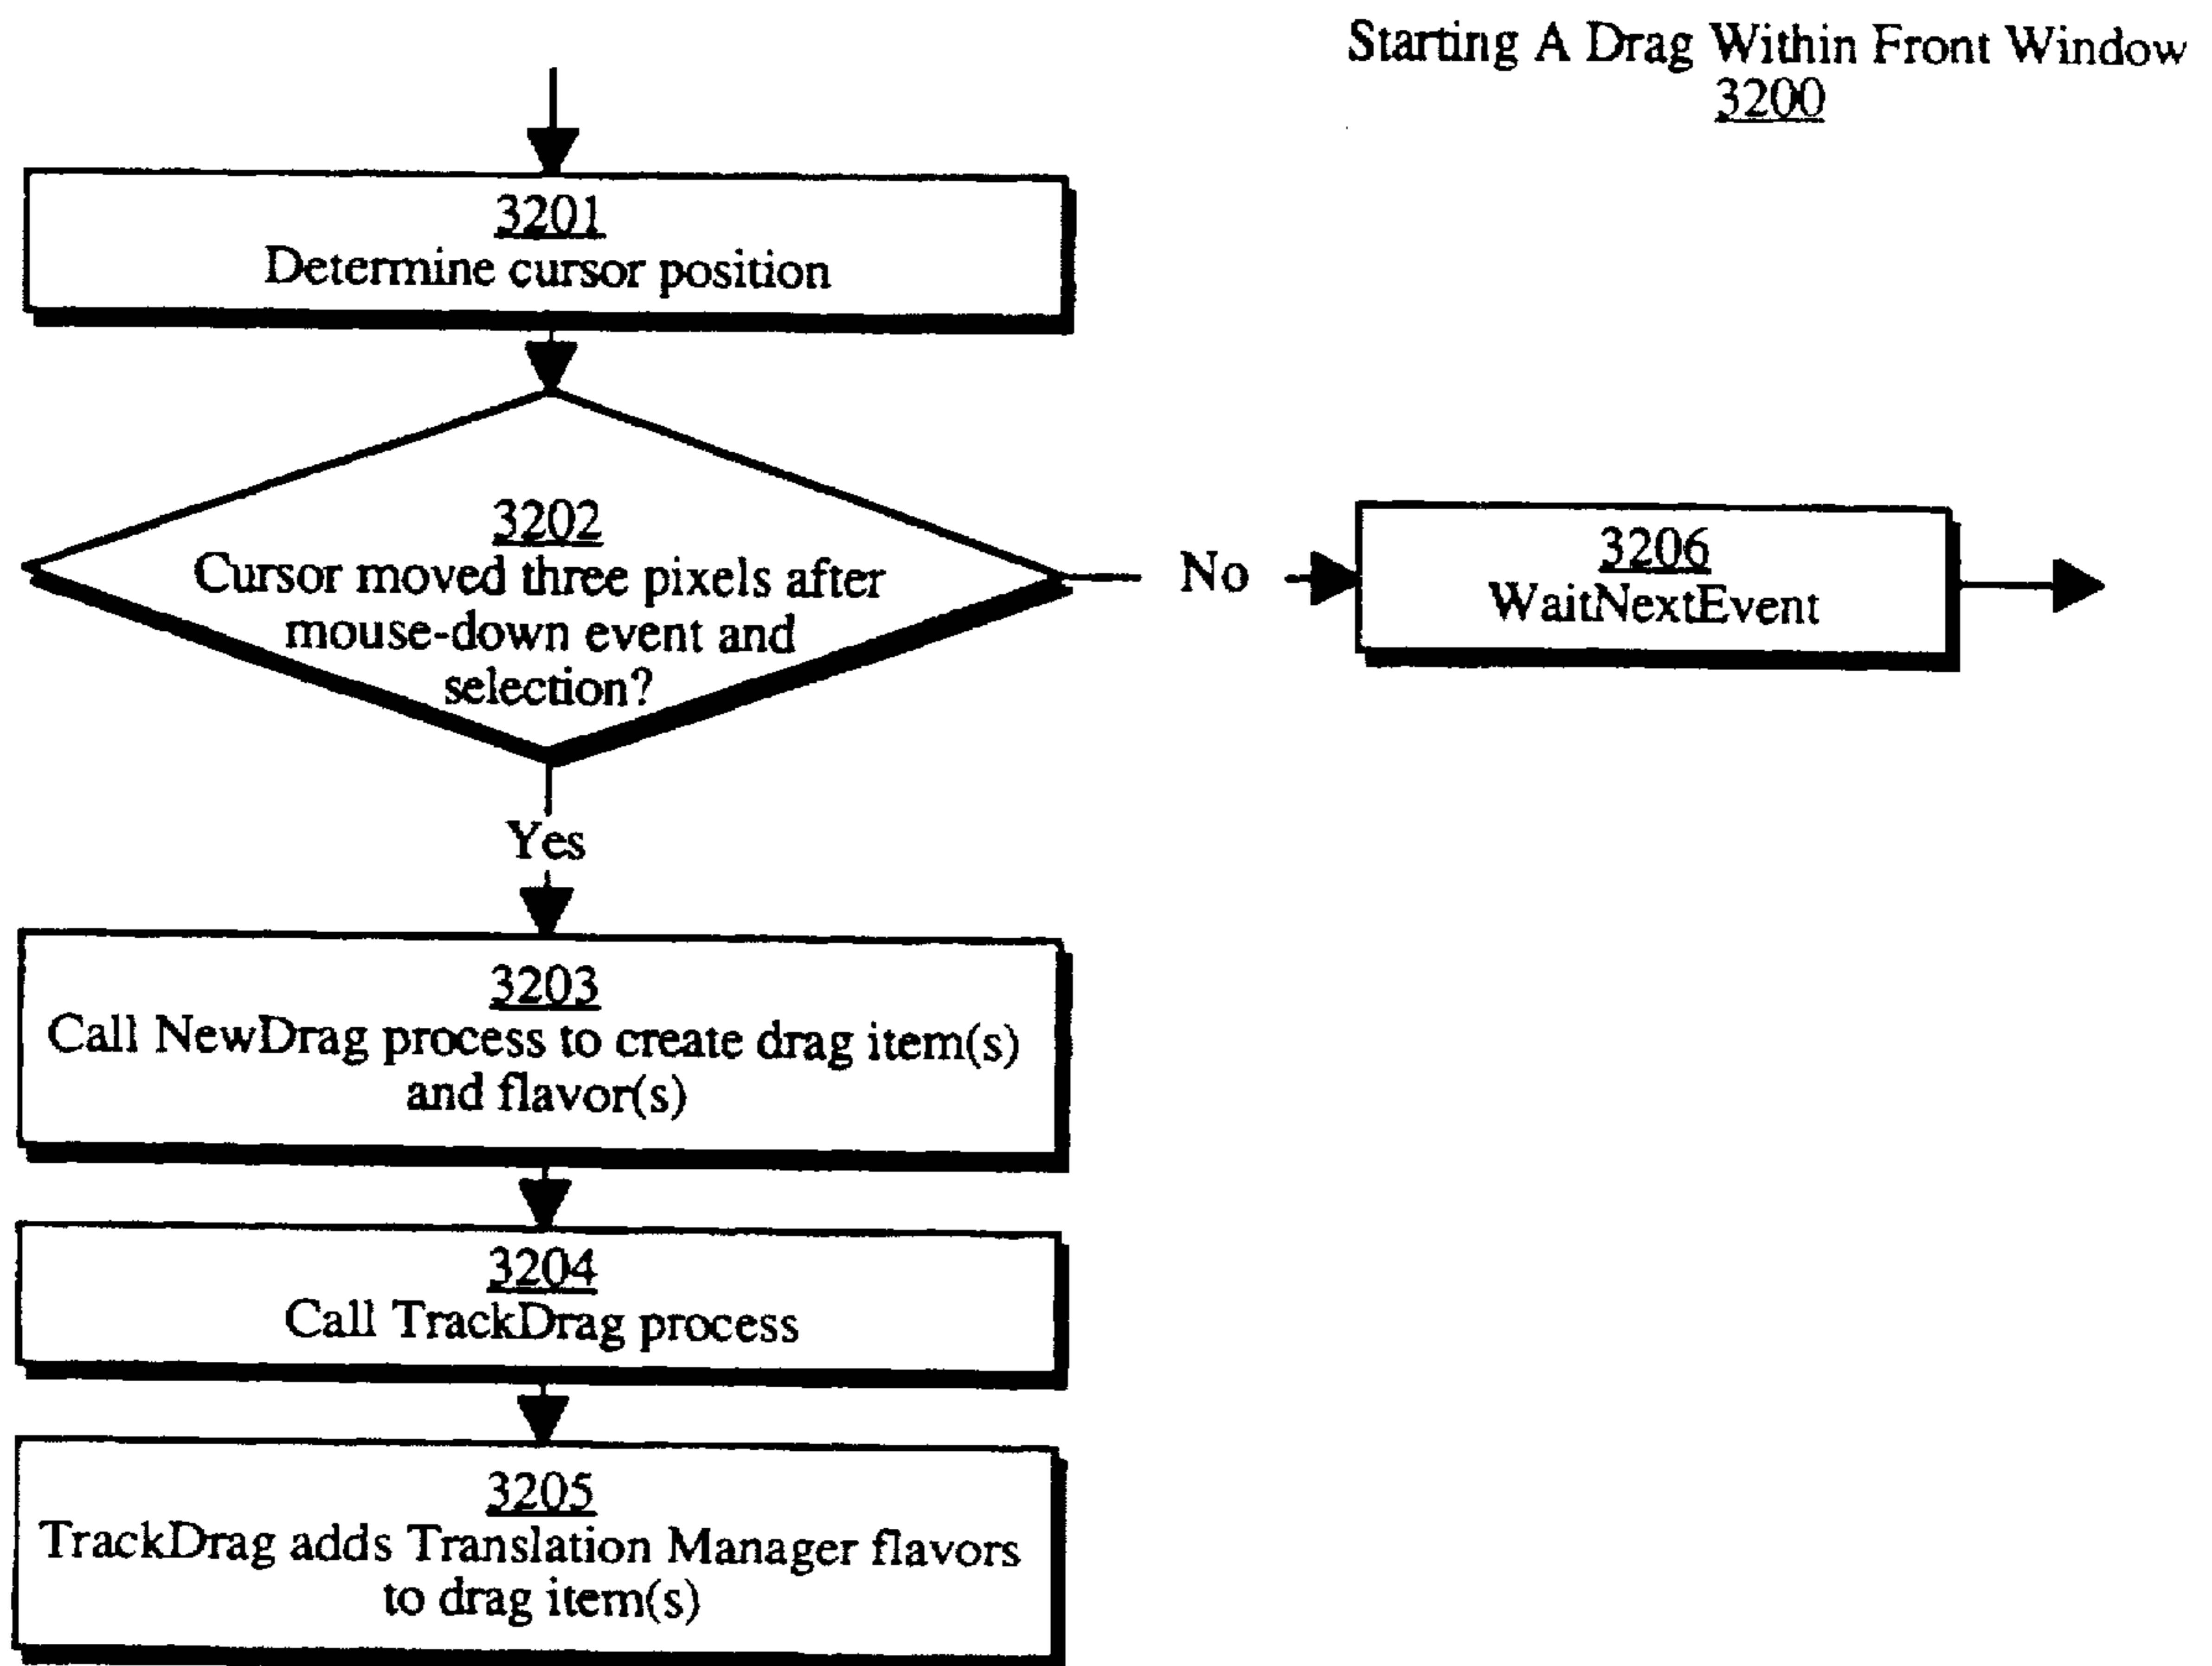 Starting A Drag Within Front Window
3200
3201
Determine cursor position
3202
Cursor moved three pixels after
mouse-down event and
selection?
No
3206
WaitNextEvent
Yes
3203
Call NewDrag process to create drag item(s)
and flavor(s)
3204
Call TrackDrag process
3205
TrackDrag adds Translation Manager flavors
to drag item(s)